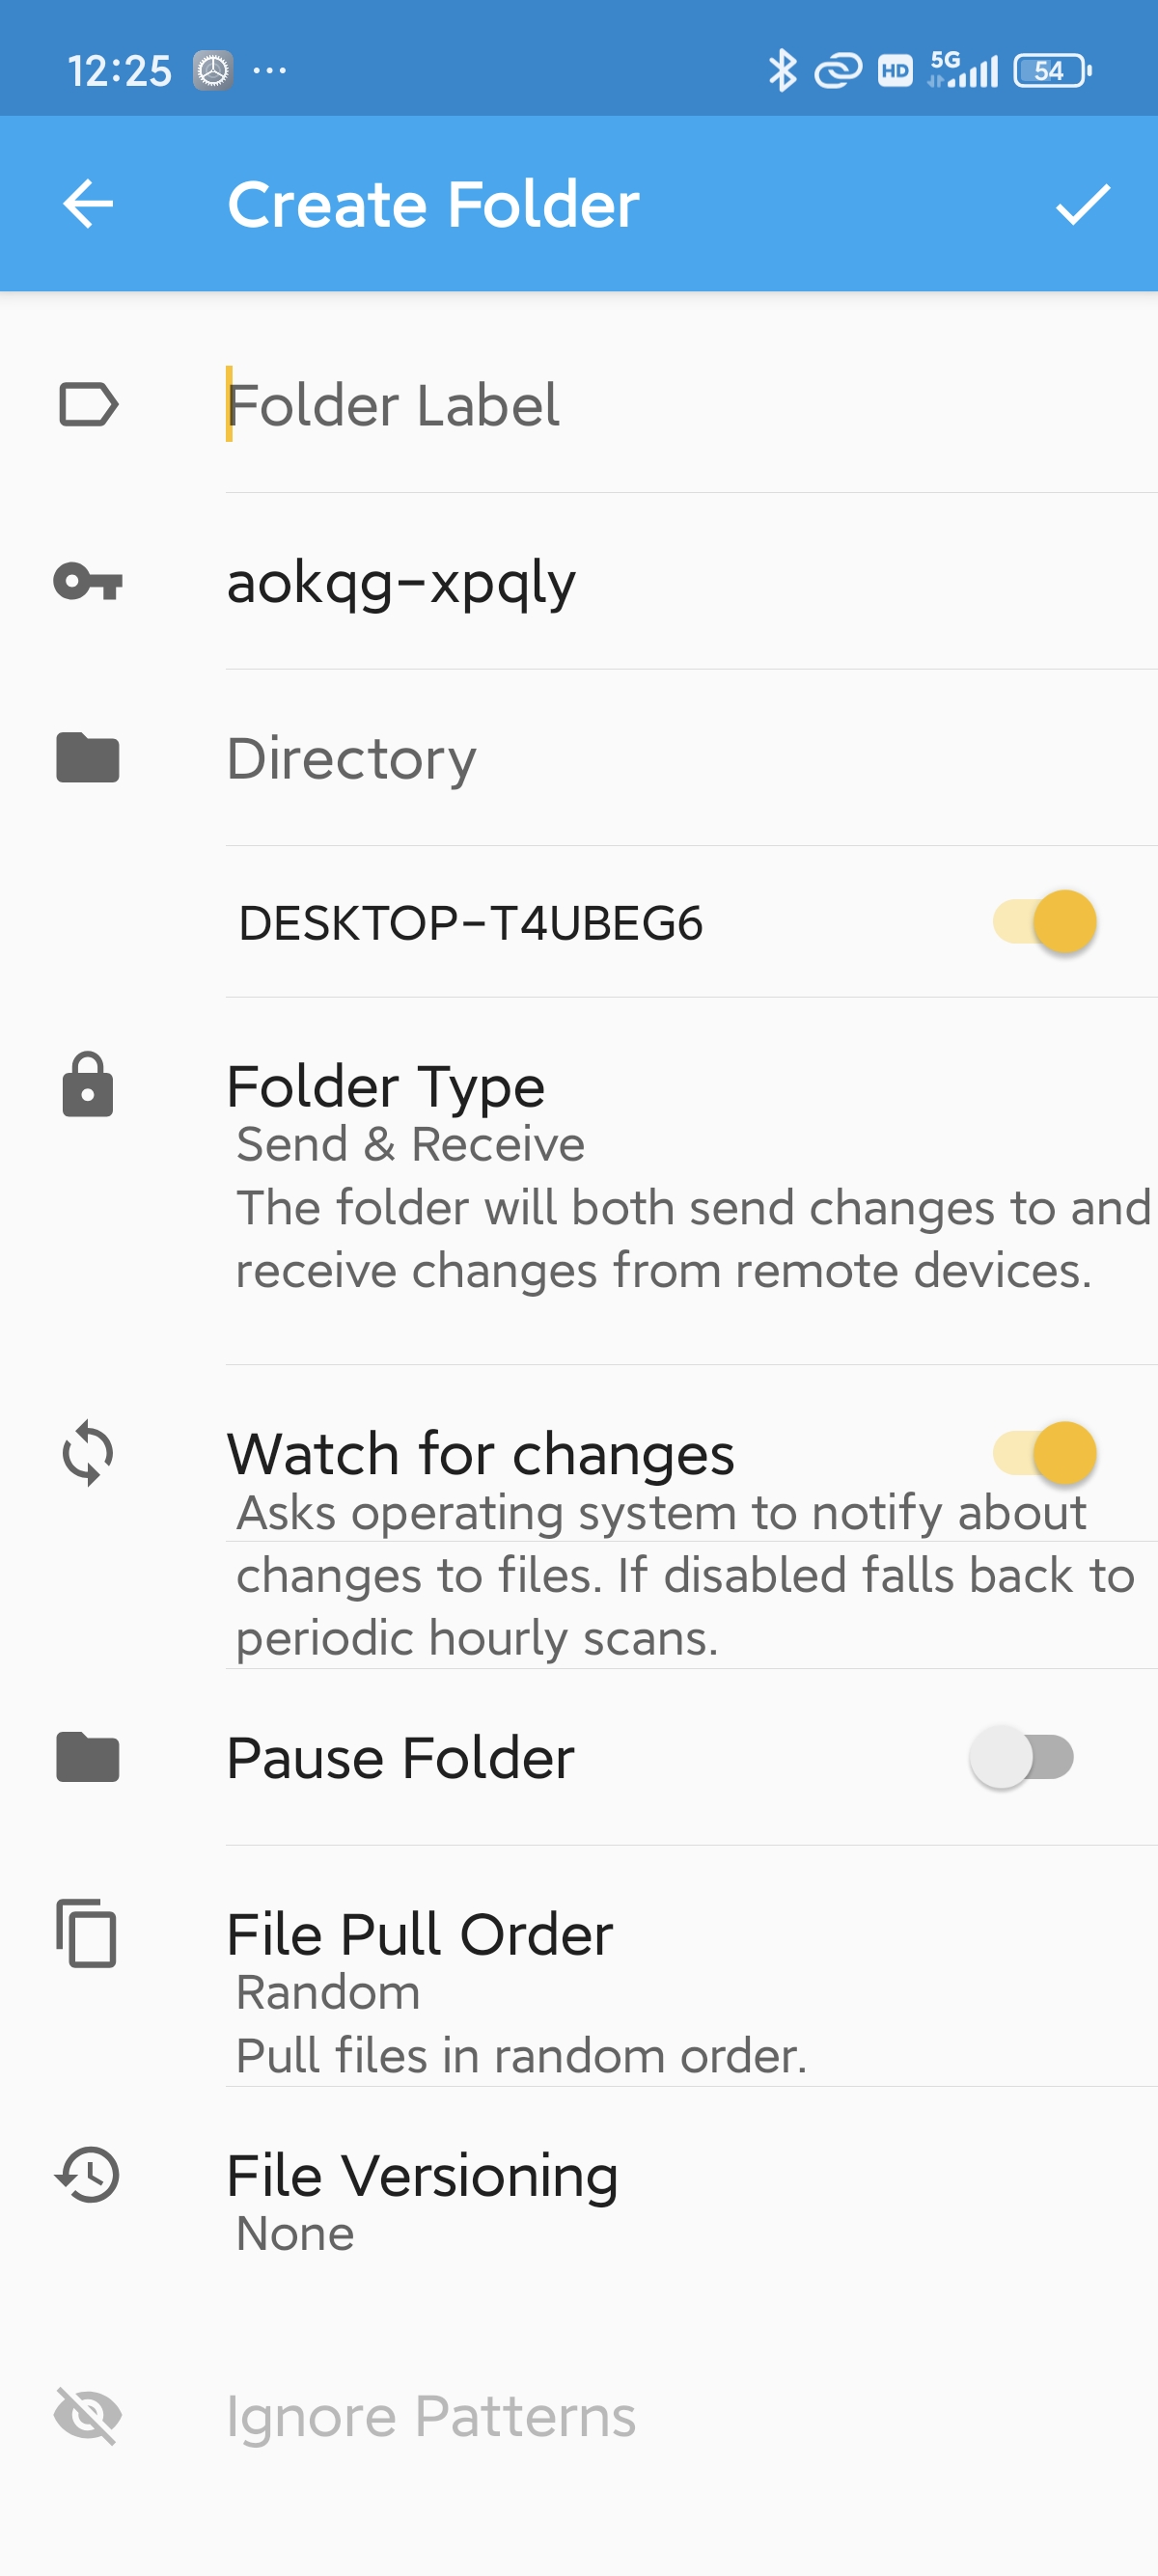 12:25 ... HD 5G 54
Create Folder
Folder Label
aokqg-xpqly
Directory
DESKTOP-T4UBEG6
Folder Type
Send & Receive
The folder will both send changes to and
receive changes from remote devices.
Watch for changes
Asks operating system to notify about
changes to files. If disabled falls back to
periodic hourly scans.
Pause Folder
File Pull Order
Random
Pull files in random order.
File Versioning
None
Ignore Patterns